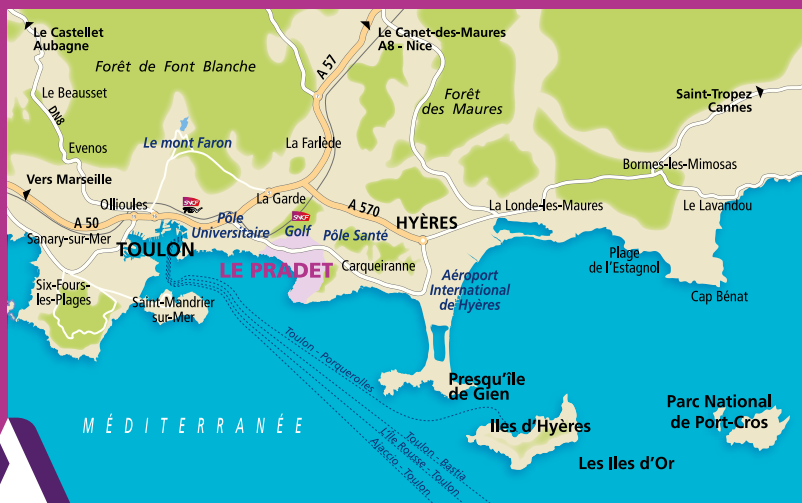 Le Castellet
Aubagne
Le Canet-des-Maures
A8 - Nice
Forêt de Font Blanche
A 57
Le Beausset
Forêt
des Maures
Saint-Tropez
Cannes
DN8
Evenos
Le mont Faron
La Farlède
Bormes-les-Mimosas
Vers Marseille
Ollioules
SNCF
La Garde
A 570
La Londe-les-Maures
Le Lavandou
A 50
Pôle
Universitaire
SNCF
Golf
Pôle Santé
HYÈRES
Sanary-sur-Mer
TOULON
LE PRADET
Carqueiranne
Plage
de l'Estagnol
Aéroport
International
de Hyères
Six-Fours-
les-Plages
Saint-Mandrier
sur-Mer
Cap Bénat
Toulon - Porquerolles
Presqu'île
de Gien
Parc National
de Port-Cros
MÉDITERRANÉE
Iles d'Hyères
Toulon - Bastia
L'Ile Rousse - Toulon
Ajaccio - Toulon
Les Iles d'Or